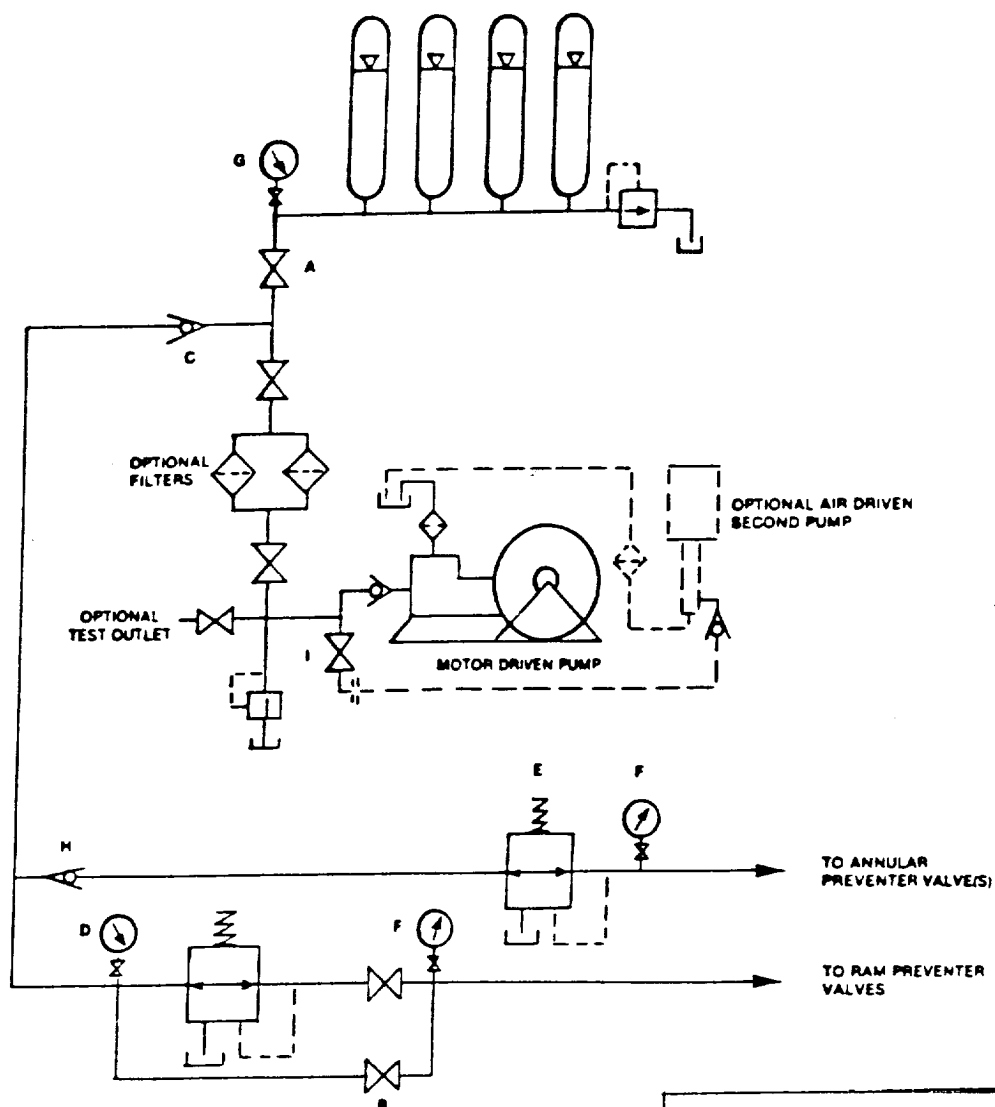 G
A
C
OPTIONAL
FILTERS
OPTIONAL AIR DRIVEN
SECOND PUMP
OPTIONAL
TEST OUTLET
I
MOTOR DRIVEN PUMP
E
F
H
TO ANNULAR
PREVENTER VALVE(S)
D
F
TO RAM PREVENTER
VALVES